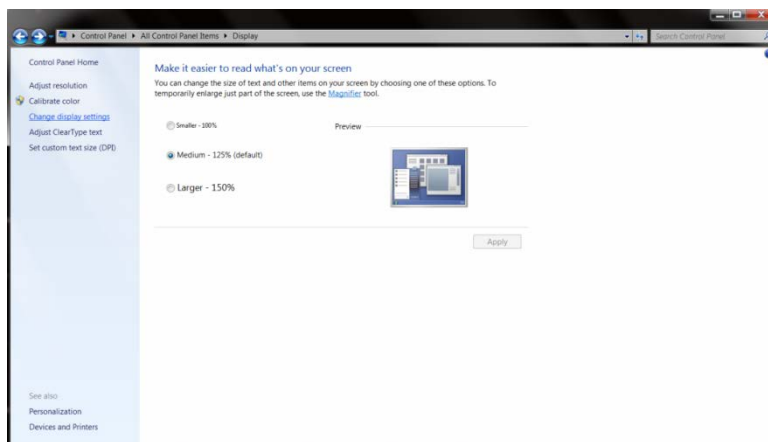 Control Panel ▸ All Control Panel Items ▸ Display
Search Control Panel
Control Panel Home
Adjust resolution
Calibrate color
Change display settings
Adjust ClearType text
Set custom text size (DPI)
See also
Personalization
Devices and Printers
Make it easier to read what's on your screen
You can change the size of text and other items on your screen by choosing one of these options. To
temporarily enlarge just part of the screen, use the Magnifier tool.
Smaller - 100%
Preview
Medium - 125% (default)
Larger - 150%
Apply